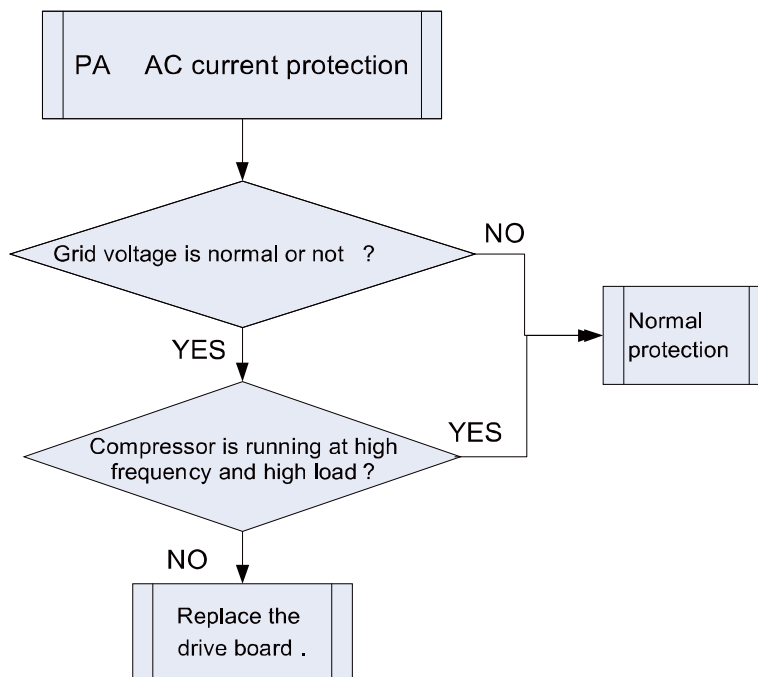 PA AC current protection
Grid voltage is normal or not ?
NO
Normal
protection
YES
Compressor is running at high
frequency and high load ?
YES
NO
Replace the
drive board .